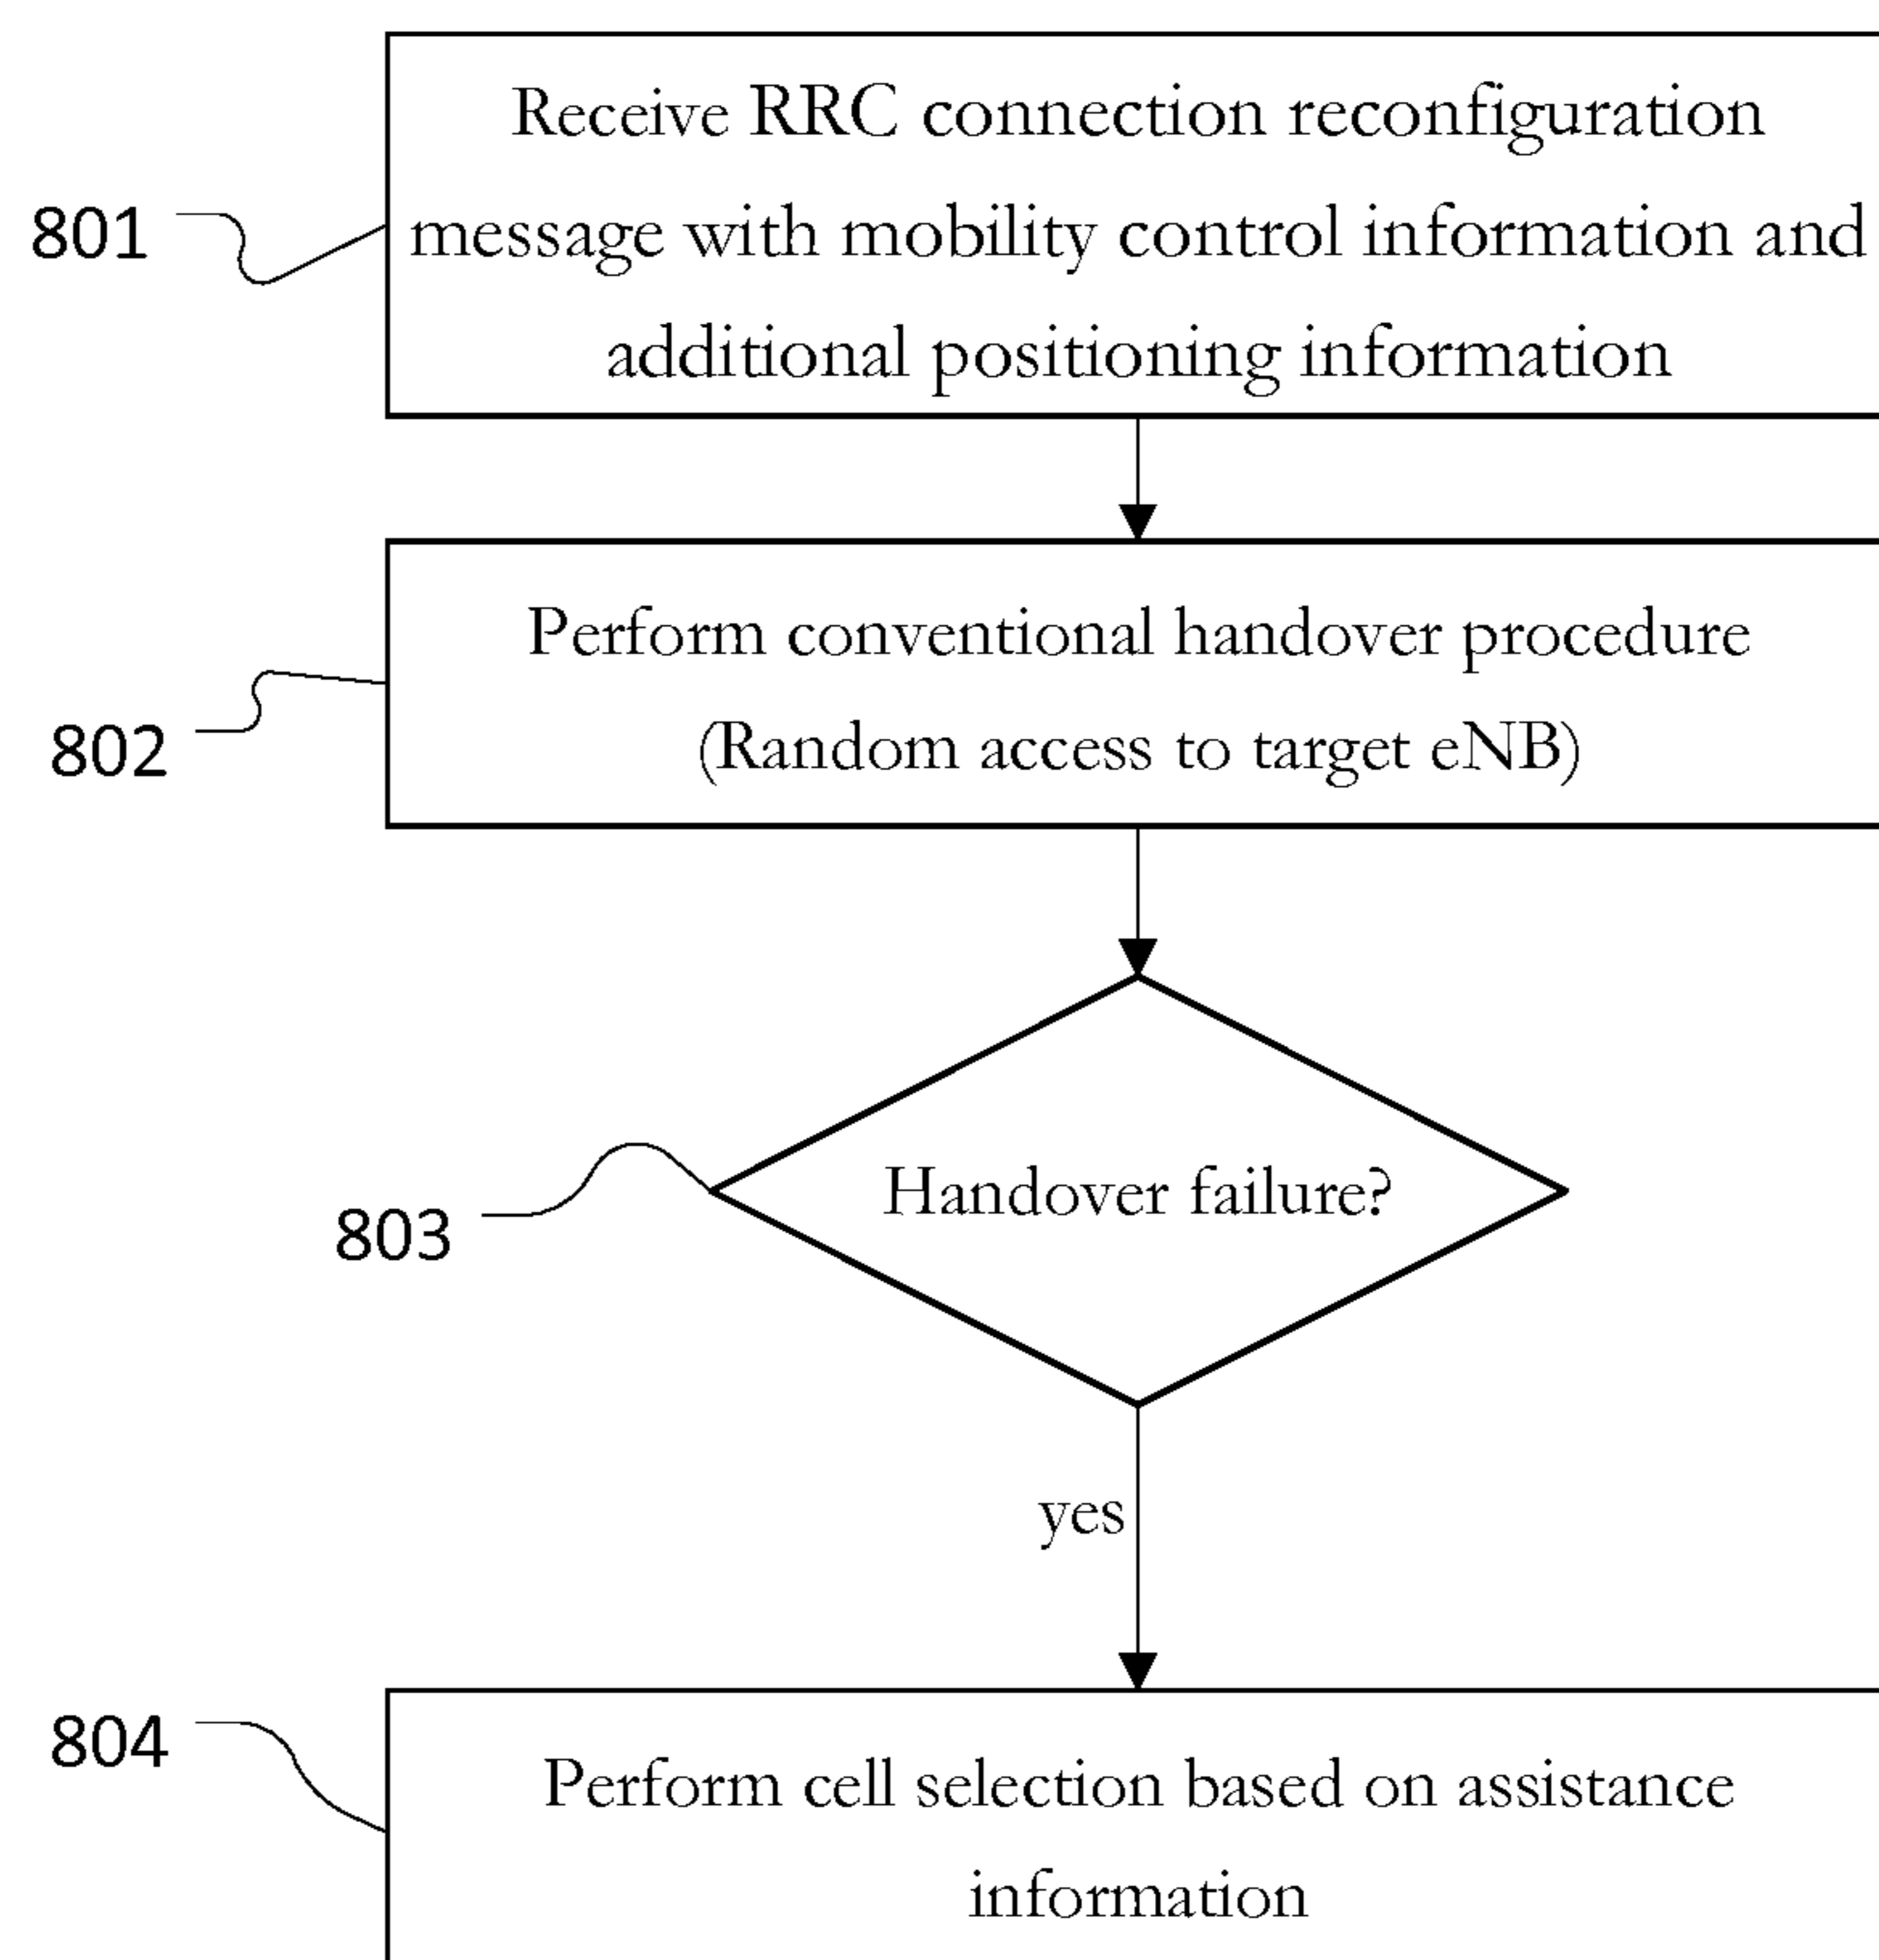 Receive RRC connection reconfiguration
message with mobility control information and
additional positioning information
801
Perform conventional handover procedure
(Random access to target eNB)
802
Handover failure?
803
yes
804
Perform cell selection based on assistance
information